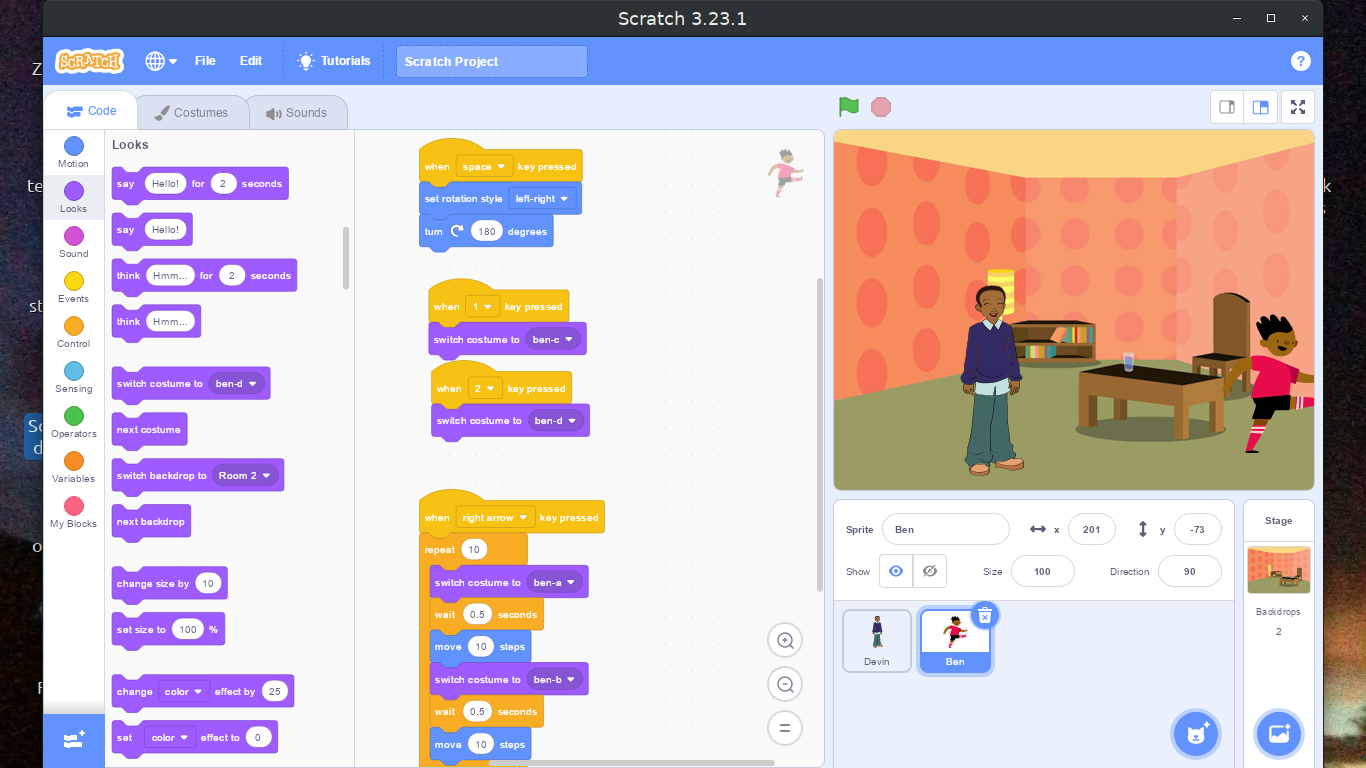 Scratch 3.23.1
SCRATCH
File
Edit
Tutorials
Scratch Project
?
Code
Costumes
Sounds
Motion
Looks
Sound
Events
Control
Sensing
Operators
Variables
My Blocks
Looks
say Hello! for 2 seconds
say Hello!
think Hmm... for 2 seconds
think Hmm...
switch costume to ben-d
next costume
switch backdrop to Room 2
next backdrop
change size by 10
set size to 100 %
change color effect by 25
set color effect to 0
when space key pressed
set rotation style left-right
turn 180 degrees
when 1 key pressed
switch costume to ben-c
when 2 key pressed
switch costume to ben-d
when right arrow key pressed
repeat 10
switch costume to ben-a
wait 0.5 seconds
move 10 steps
switch costume to ben-b
wait 0.5 seconds
move 10 steps
Sprite Ben x 201 y -73
Show Size 100 Direction 90
Devin
Ben
Stage
Backdrops
2